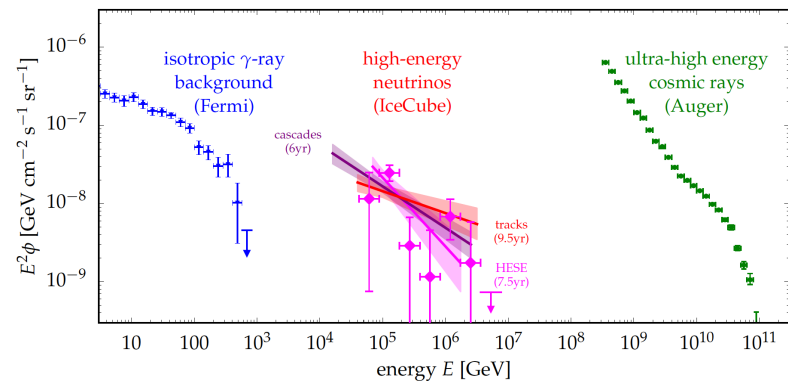 isotropic γ-ray
background
(Fermi)
high-energy
neutrinos
(IceCube)
ultra-high energy
cosmic rays
(Auger)
cascades
(6yr)
tracks
(9.5yr)
HESE
(7.5yr)
E²ϕ [GeV cm⁻² s⁻¹ sr⁻¹]
10⁻⁶
10⁻⁷
10⁻⁸
10⁻⁹
10 100 10³ 10⁴ 10⁵ 10⁶ 10⁷ 10⁸ 10⁹ 10¹⁰ 10¹¹
energy E [GeV]